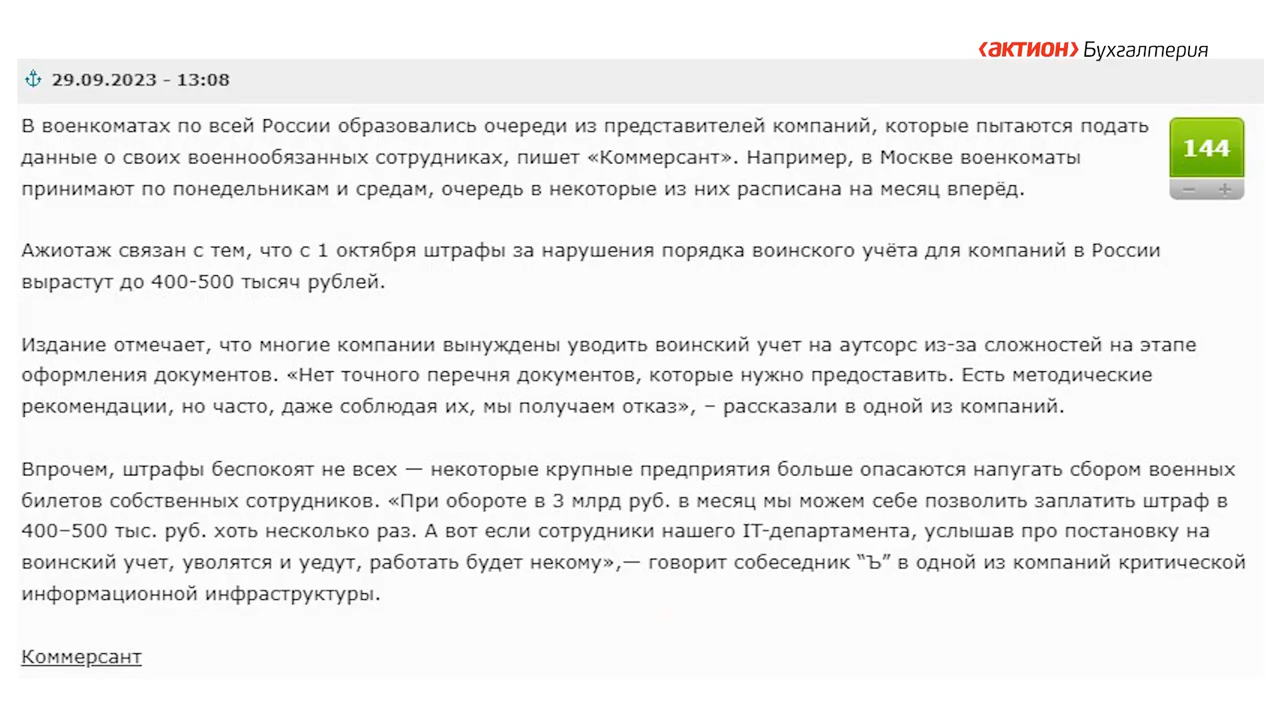 ‹актион› Бухгалтерия
29.09.2023 - 13:08
В военкоматах по всей России образовались очереди из представителей компаний, которые пытаются подать
данные о своих военнообязанных сотрудниках, пишет «Коммерсант». Например, в Москве военкоматы
принимают по понедельникам и средам, очередь в некоторые из них расписана на месяц вперёд.
144
− +
Ажиотаж связан с тем, что с 1 октября штрафы за нарушения порядка воинского учёта для компаний в России
вырастут до 400-500 тысяч рублей.
Издание отмечает, что многие компании вынуждены уводить воинский учет на аутсорс из-за сложностей на этапе
оформления документов. «Нет точного перечня документов, которые нужно предоставить. Есть методические
рекомендации, но часто, даже соблюдая их, мы получаем отказ», – рассказали в одной из компаний.
Впрочем, штрафы беспокоят не всех — некоторые крупные предприятия больше опасаются напугать сбором военных
билетов собственных сотрудников. «При обороте в 3 млрд руб. в месяц мы можем себе позволить заплатить штраф в
400–500 тыс. руб. хоть несколько раз. А вот если сотрудники нашего IT-департамента, услышав про постановку на
воинский учет, уволятся и уедут, работать будет некому»,— говорит собеседник “Ъ” в одной из компаний критической
информационной инфраструктуры.
Коммерсант